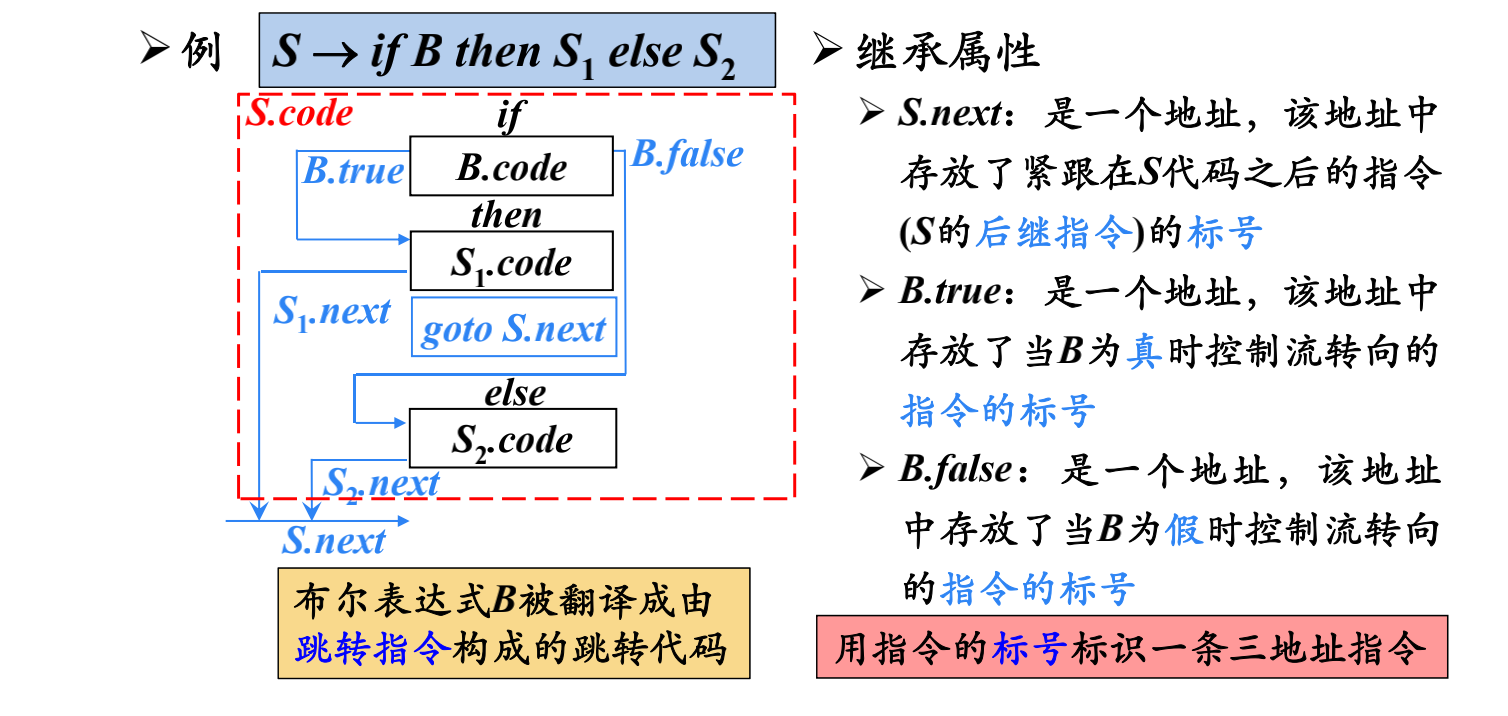 ➢例 S → if B then S₁ else S₂
S.code
if
B.true
B.code
B.false
then
S₁.code
S₁.next
goto S.next
else
S₂.code
S₂.next
S.next
布尔表达式B被翻译成由
跳转指令构成的跳转代码
➢继承属性
➢ S.next：是一个地址，该地址中
存放了紧跟在S代码之后的指令
(S的后继指令)的标号
➢ B.true：是一个地址，该地址中
存放了当B为真时控制流转向的
指令的标号
➢ B.false：是一个地址，该地址
中存放了当B为假时控制流转向
的指令的标号
用指令的标号标识一条三地址指令